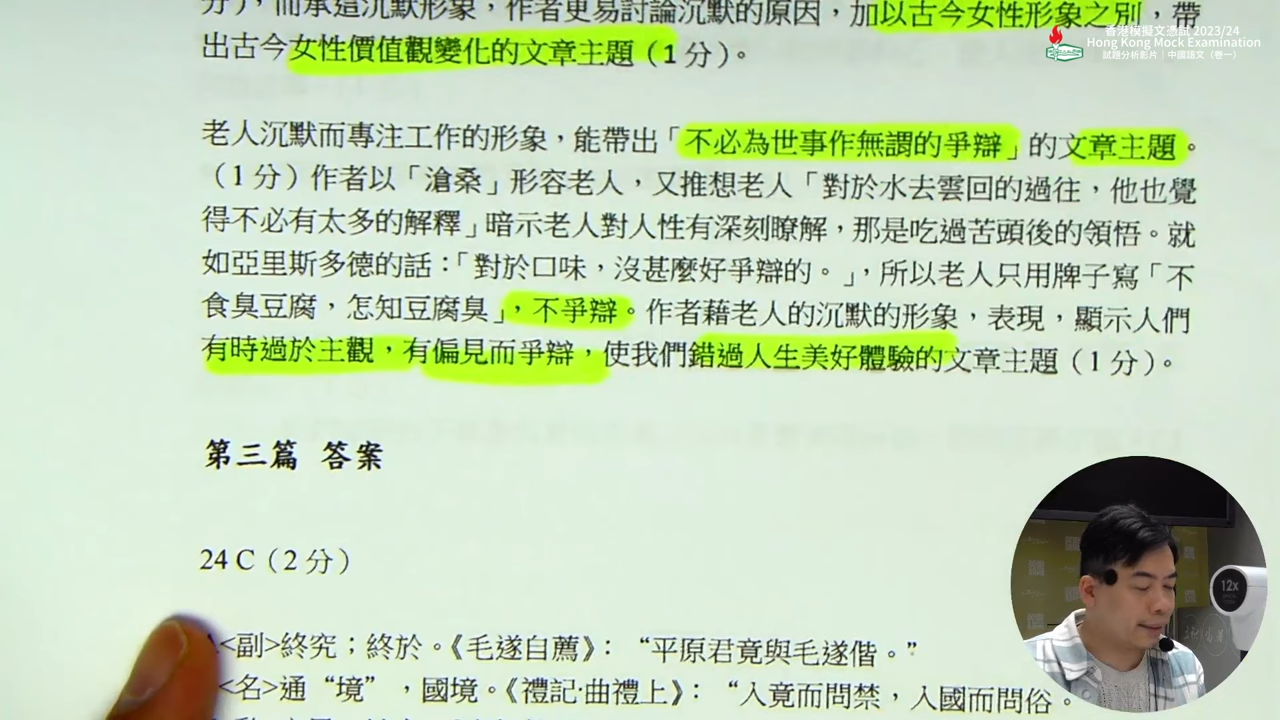 分），而承這沉默形象，作者更易討論沉默的原因，加以古今女性形象之別，帶
出古今女性價值觀變化的文章主題（1 分）。
香港模擬文憑試 2023/24
Hong Kong Mock Examination
試題分析影片｜中國語文（卷一）
老人沉默而專注工作的形象，能帶出「不必為世事作無謂的爭辯」的文章主題。
（1 分）作者以「滄桑」形容老人，又推想老人「對於水去雲回的過往，他也覺
得不必有太多的解釋」暗示老人對人性有深刻瞭解，那是吃過苦頭後的領悟。就
如亞里斯多德的話：「對於口味，沒甚麼好爭辯的。」，所以老人只用牌子寫「不
食臭豆腐，怎知豆腐臭」，不爭辯。作者藉老人的沉默的形象，表現，顯示人們
有時過於主觀，有偏見而爭辯，使我們錯過人生美好體驗的文章主題（1 分）。
第三篇 答案
24 C（2 分）
<副>終究；終於。《毛遂自薦》：“平原君竟與毛遂偕。”
<名>通“境”，國境。《禮記·曲禮上》：“入竟而問禁，入國而問俗。
12x